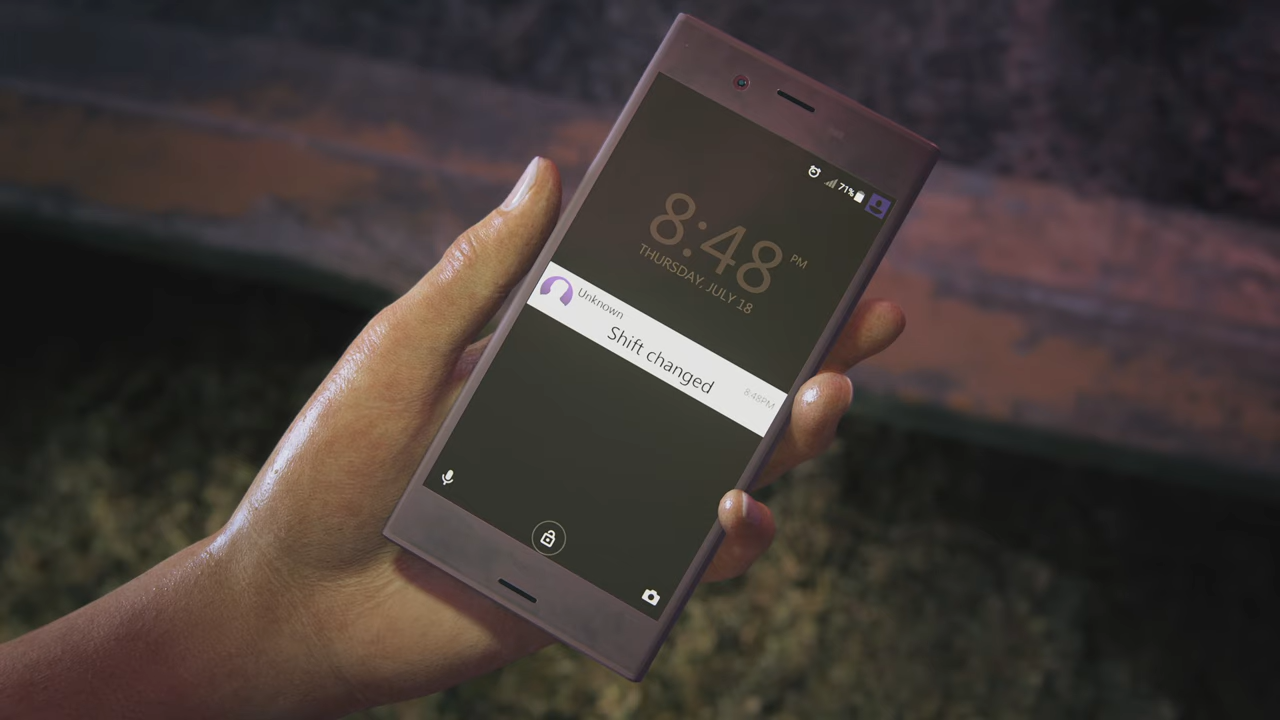 71%
8:48 PM
THURSDAY, JULY 18
Unknown
Shift changed
8:48PM